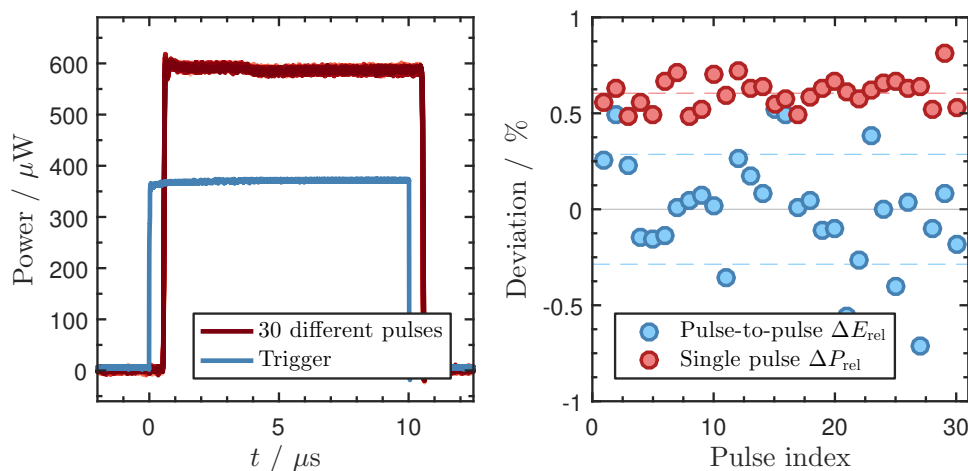 600
500
400
300
200
100
0
0
5
10
Power / μW
t / μs
30 different pulses
Trigger
1
0.5
0
-0.5
-1
0
10
20
30
Deviation / %
Pulse index
Pulse-to-pulse ΔE_rel
Single pulse ΔP_rel